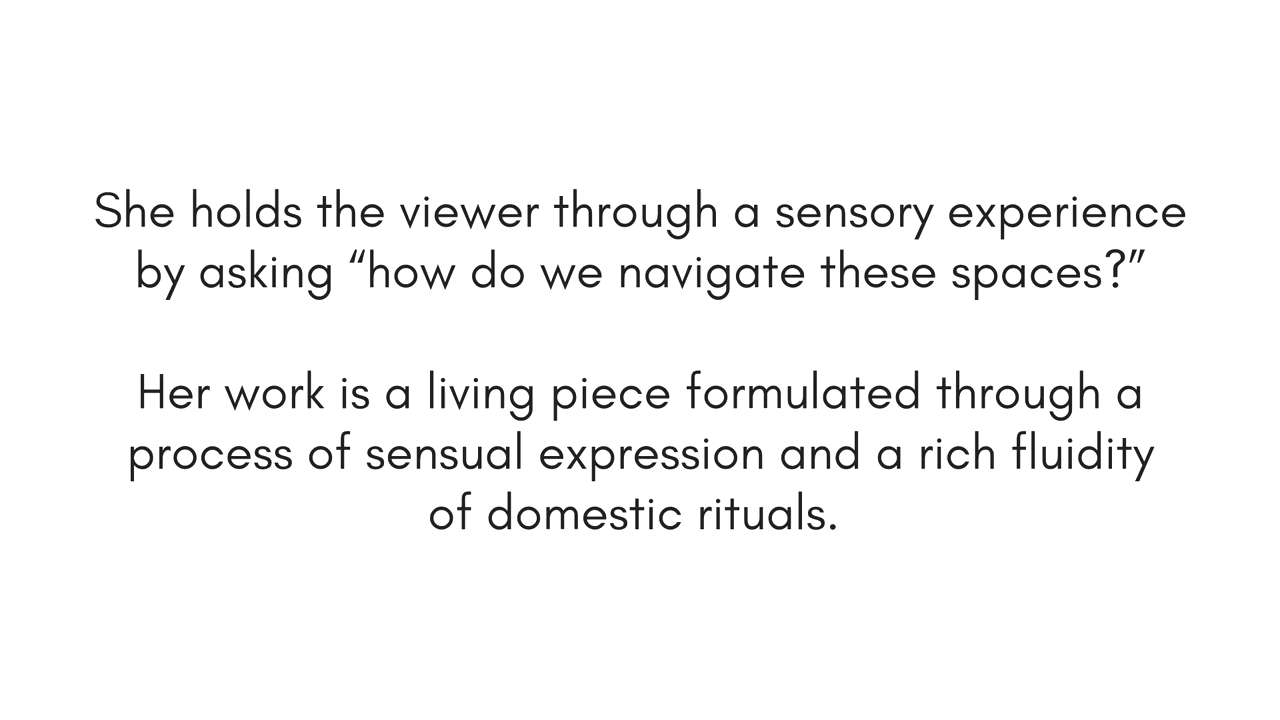 She holds the viewer through a sensory experience
by asking “how do we navigate these spaces?”
Her work is a living piece formulated through a
process of sensual expression and a rich fluidity
of domestic rituals.